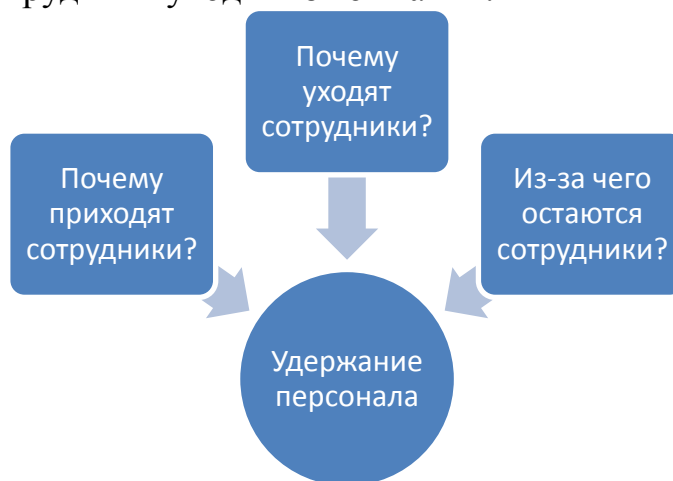 Почему
уходят
сотрудники?
Почему
приходят
сотрудники?
Из-за чего
остаются
сотрудники?
Удержание
персонала